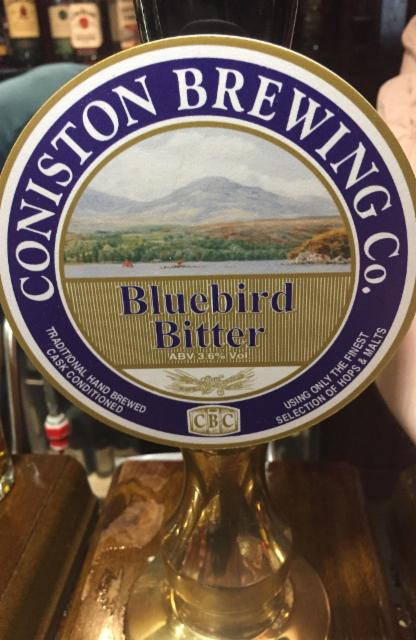 CONISTON BREWING Co.
Bluebird
Bitter
ABV 3.6% Vol
TRADITIONAL HAND BREWED
CASK CONDITIONED
USING ONLY THE FINEST
SELECTION OF HOPS & MALTS
CBC